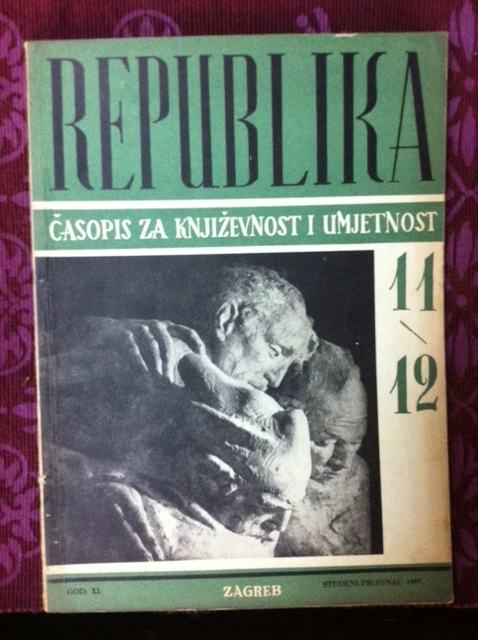 REPUBLIKA
ČASOPIS ZA KNJIŽEVNOST I UMJETNOST
11
12
GOD. XI.
ZAGREB
STUDENI-PROSINAC